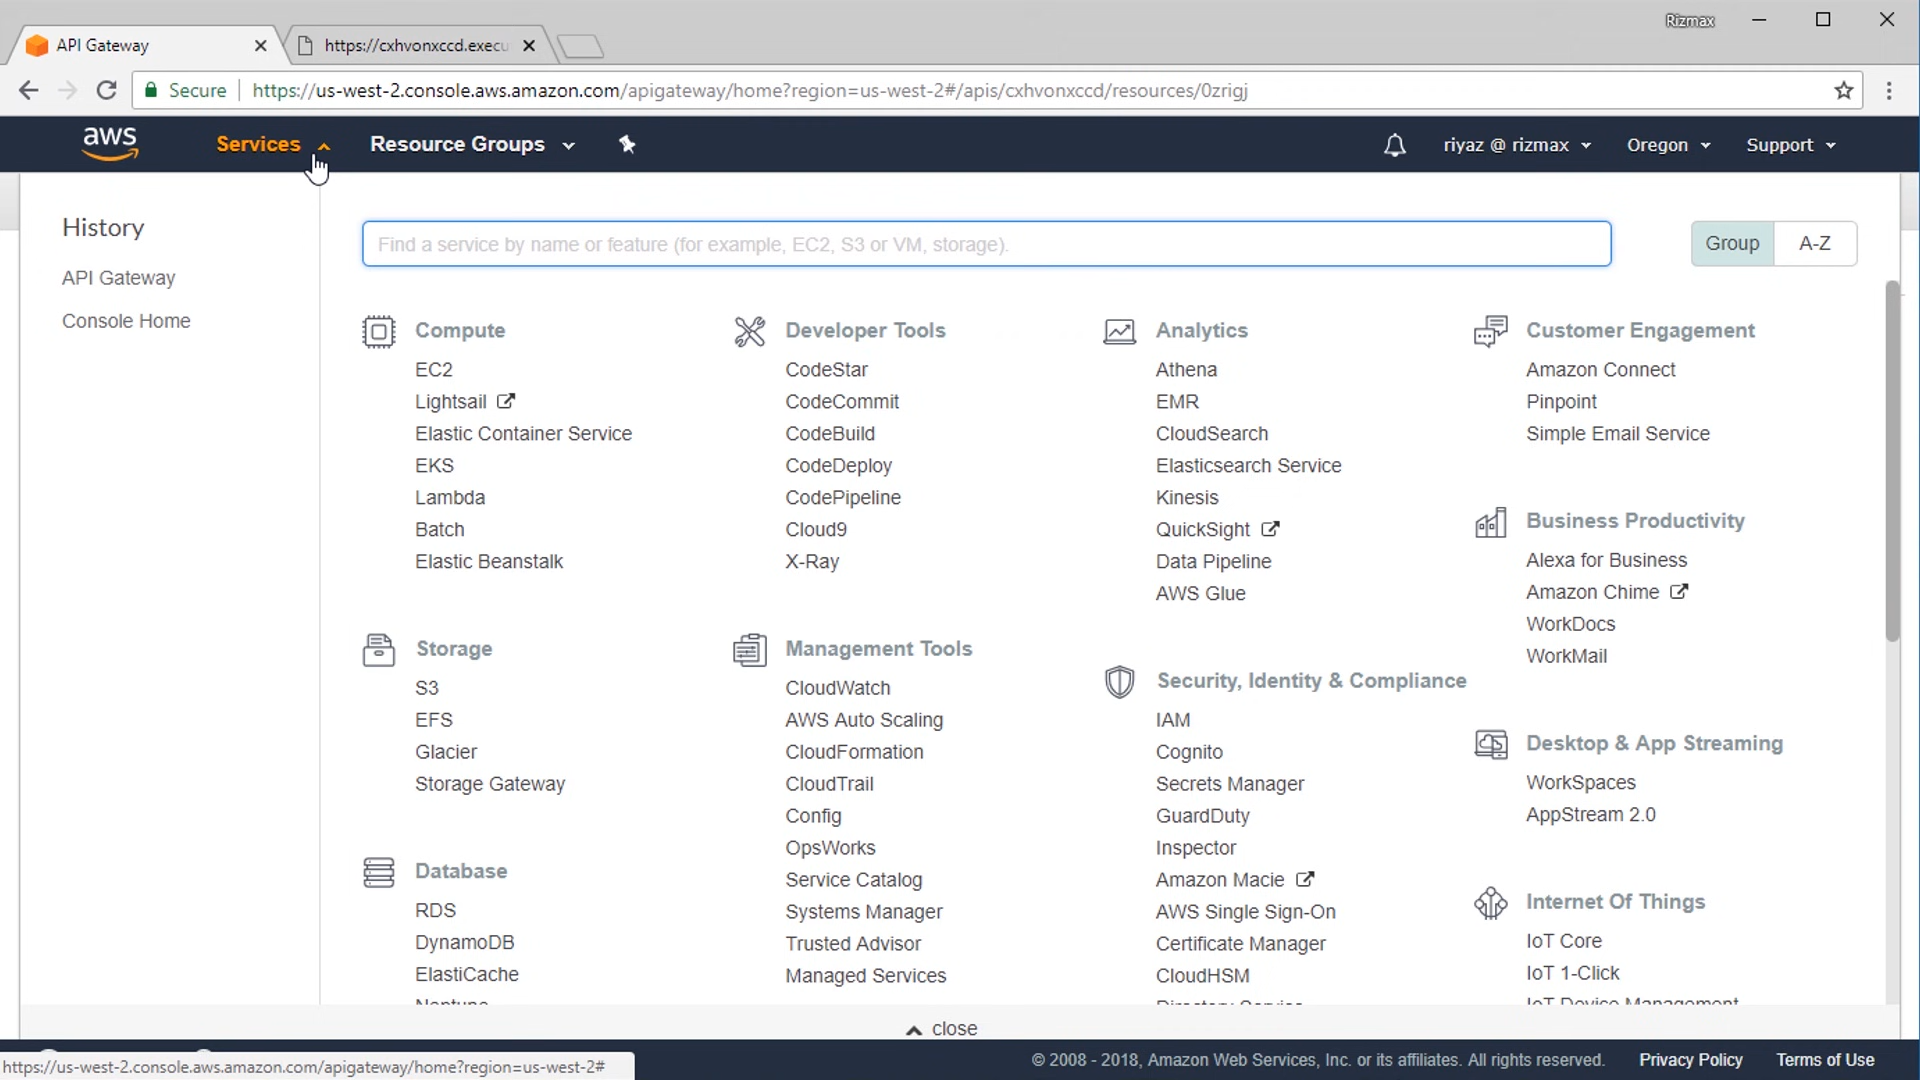 Rizmax
API Gateway
https://cxhvonxccd.execu
Secure
https://us-west-2.console.aws.amazon.com/apigateway/home?region=us-west-2#/apis/cxhvonxccd/resources/0zrigj
aws
Services
Resource Groups
riyaz @ rizmax
Oregon
Support
History
API Gateway
Console Home
Find a service by name or feature (for example, EC2, S3 or VM, storage).
Group
A-Z
Compute
EC2
Lightsail
Elastic Container Service
EKS
Lambda
Batch
Elastic Beanstalk
Storage
S3
EFS
Glacier
Storage Gateway
Database
RDS
DynamoDB
ElastiCache
Neptune
Developer Tools
CodeStar
CodeCommit
CodeBuild
CodeDeploy
CodePipeline
Cloud9
X-Ray
Management Tools
CloudWatch
AWS Auto Scaling
CloudFormation
CloudTrail
Config
OpsWorks
Service Catalog
Systems Manager
Trusted Advisor
Managed Services
Analytics
Athena
EMR
CloudSearch
Elasticsearch Service
Kinesis
QuickSight
Data Pipeline
AWS Glue
Security, Identity & Compliance
IAM
Cognito
Secrets Manager
GuardDuty
Inspector
Amazon Macie
AWS Single Sign-On
Certificate Manager
CloudHSM
Directory Service
Customer Engagement
Amazon Connect
Pinpoint
Simple Email Service
Business Productivity
Alexa for Business
Amazon Chime
WorkDocs
WorkMail
Desktop & App Streaming
WorkSpaces
AppStream 2.0
Internet Of Things
IoT Core
IoT 1-Click
IoT Device Management
close
https://us-west-2.console.aws.amazon.com/apigateway/home?region=us-west-2#
© 2008 - 2018, Amazon Web Services, Inc. or its affiliates. All rights reserved.
Privacy Policy
Terms of Use